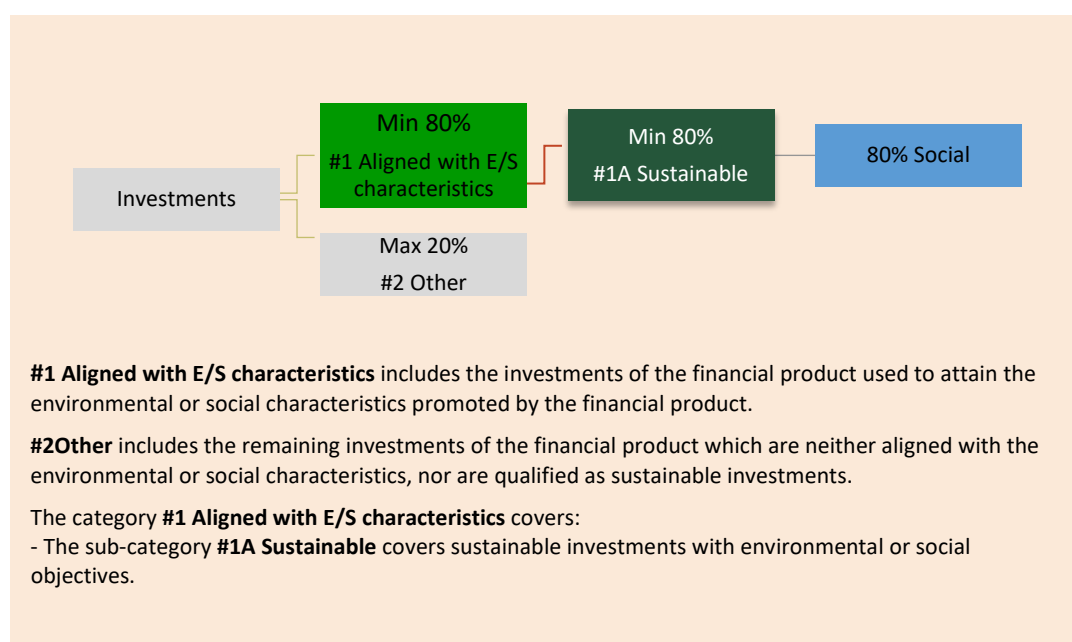 Min 80%
#1 Aligned with E/S
characteristics
Min 80%
#1A Sustainable
80% Social
Investments
Max 20%
#2 Other
#1 Aligned with E/S characteristics includes the investments of the financial product used to attain the
environmental or social characteristics promoted by the financial product.
#2Other includes the remaining investments of the financial product which are neither aligned with the
environmental or social characteristics, nor are qualified as sustainable investments.
The category #1 Aligned with E/S characteristics covers:
- The sub-category #1A Sustainable covers sustainable investments with environmental or social
objectives.